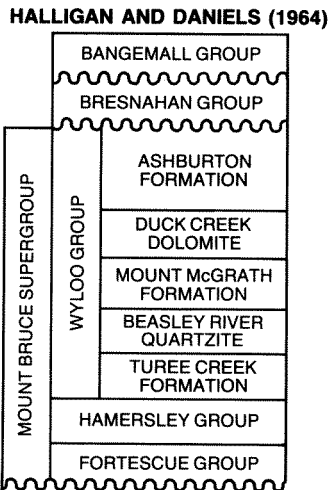 HALLIGAN AND DANIELS (1964)
BANGEMALL GROUP
BRESNAHAN GROUP
MOUNT BRUCE SUPERGROUP
WYLOO GROUP
ASHBURTON
FORMATION
DUCK CREEK
DOLOMITE
MOUNT McGRATH
FORMATION
BEASLEY RIVER
QUARTZITE
TUREE CREEK
FORMATION
HAMERSLEY GROUP
FORTESCUE GROUP